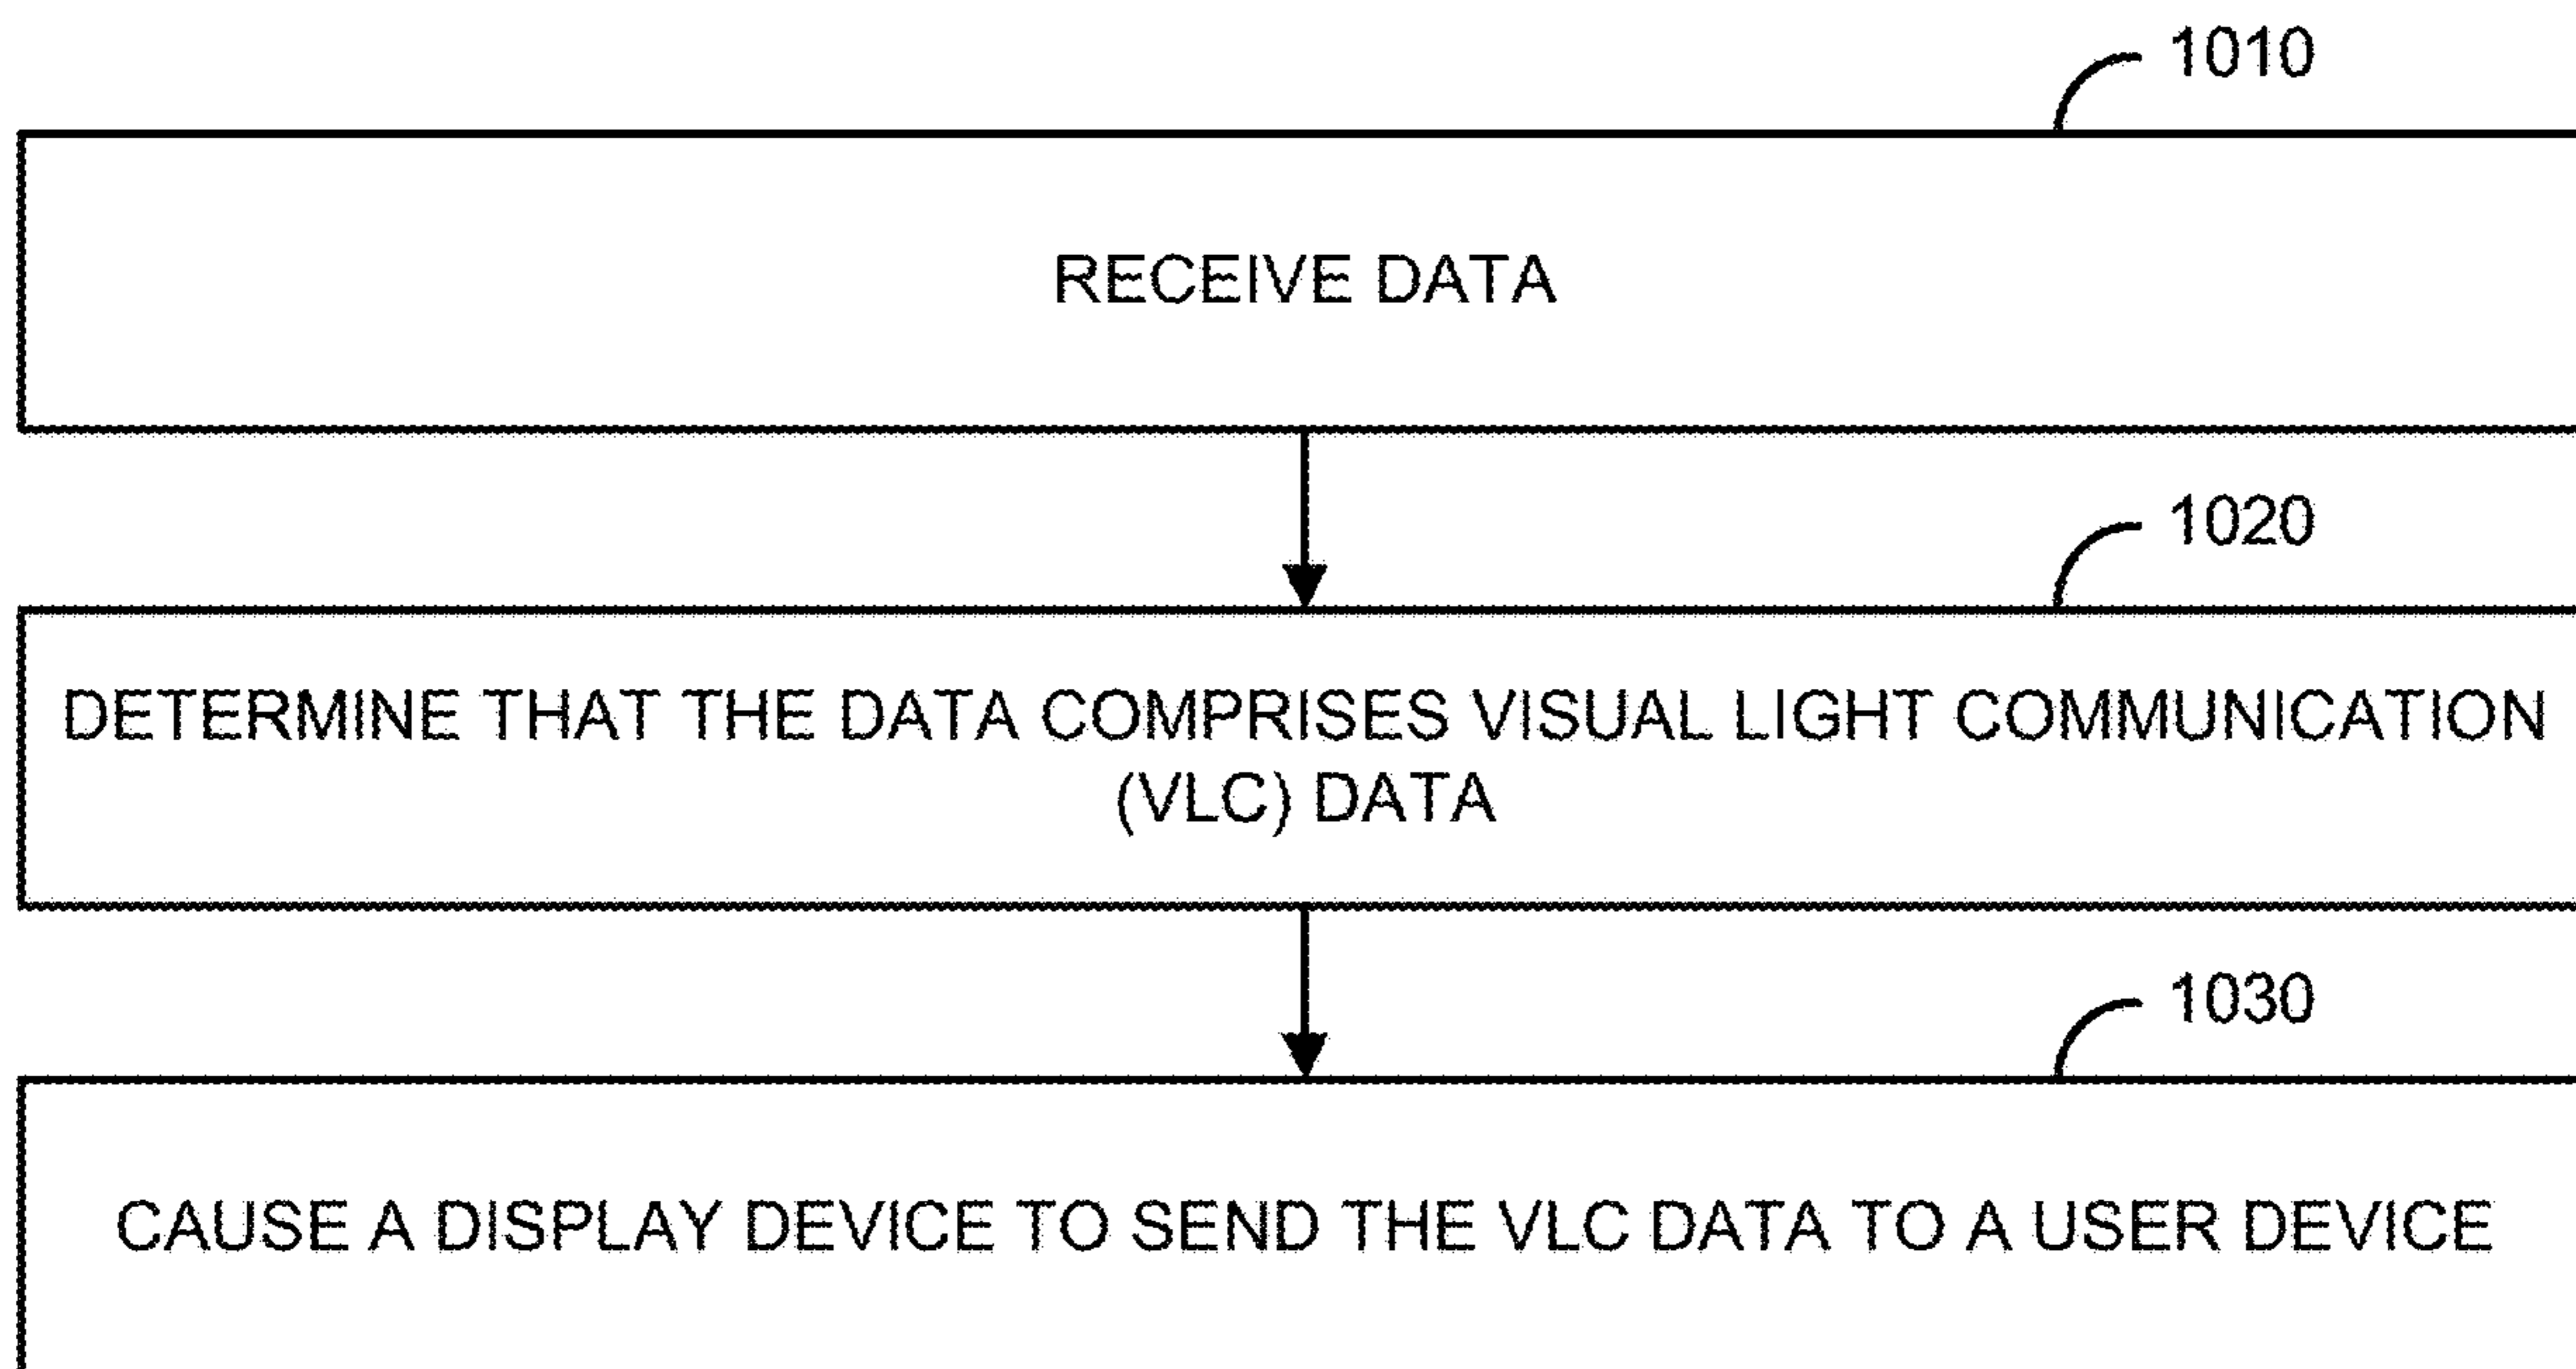 1010
RECEIVE DATA
1020
DETERMINE THAT THE DATA COMPRISES VISUAL LIGHT COMMUNICATION
(VLC) DATA
1030
CAUSE A DISPLAY DEVICE TO SEND THE VLC DATA TO A USER DEVICE